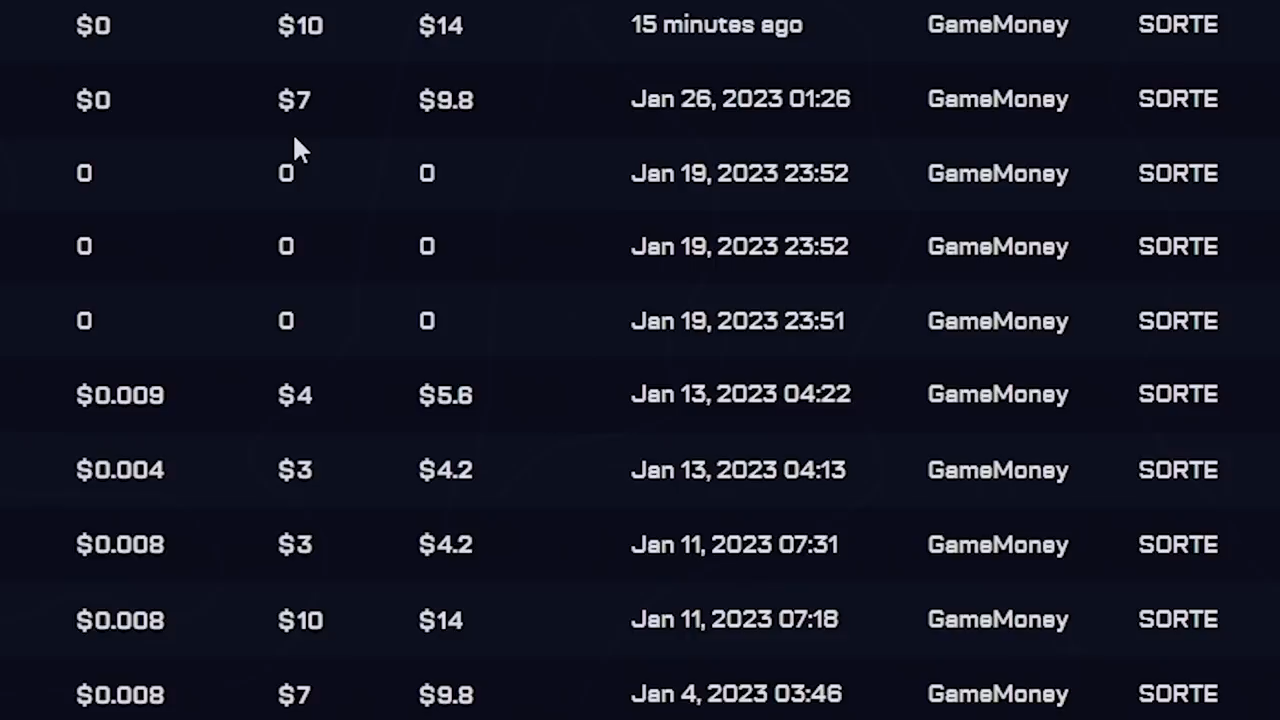 $0 $10 $14 15 minutes ago GameMoney SORTE
$0 $7 $9.8 Jan 26, 2023 01:26 GameMoney SORTE
0 0 0 Jan 19, 2023 23:52 GameMoney SORTE
0 0 0 Jan 19, 2023 23:52 GameMoney SORTE
0 0 0 Jan 19, 2023 23:51 GameMoney SORTE
$0.009 $4 $5.6 Jan 13, 2023 04:22 GameMoney SORTE
$0.004 $3 $4.2 Jan 13, 2023 04:13 GameMoney SORTE
$0.008 $3 $4.2 Jan 11, 2023 07:31 GameMoney SORTE
$0.008 $10 $14 Jan 11, 2023 07:18 GameMoney SORTE
$0.008 $7 $9.8 Jan 4, 2023 03:46 GameMoney SORTE